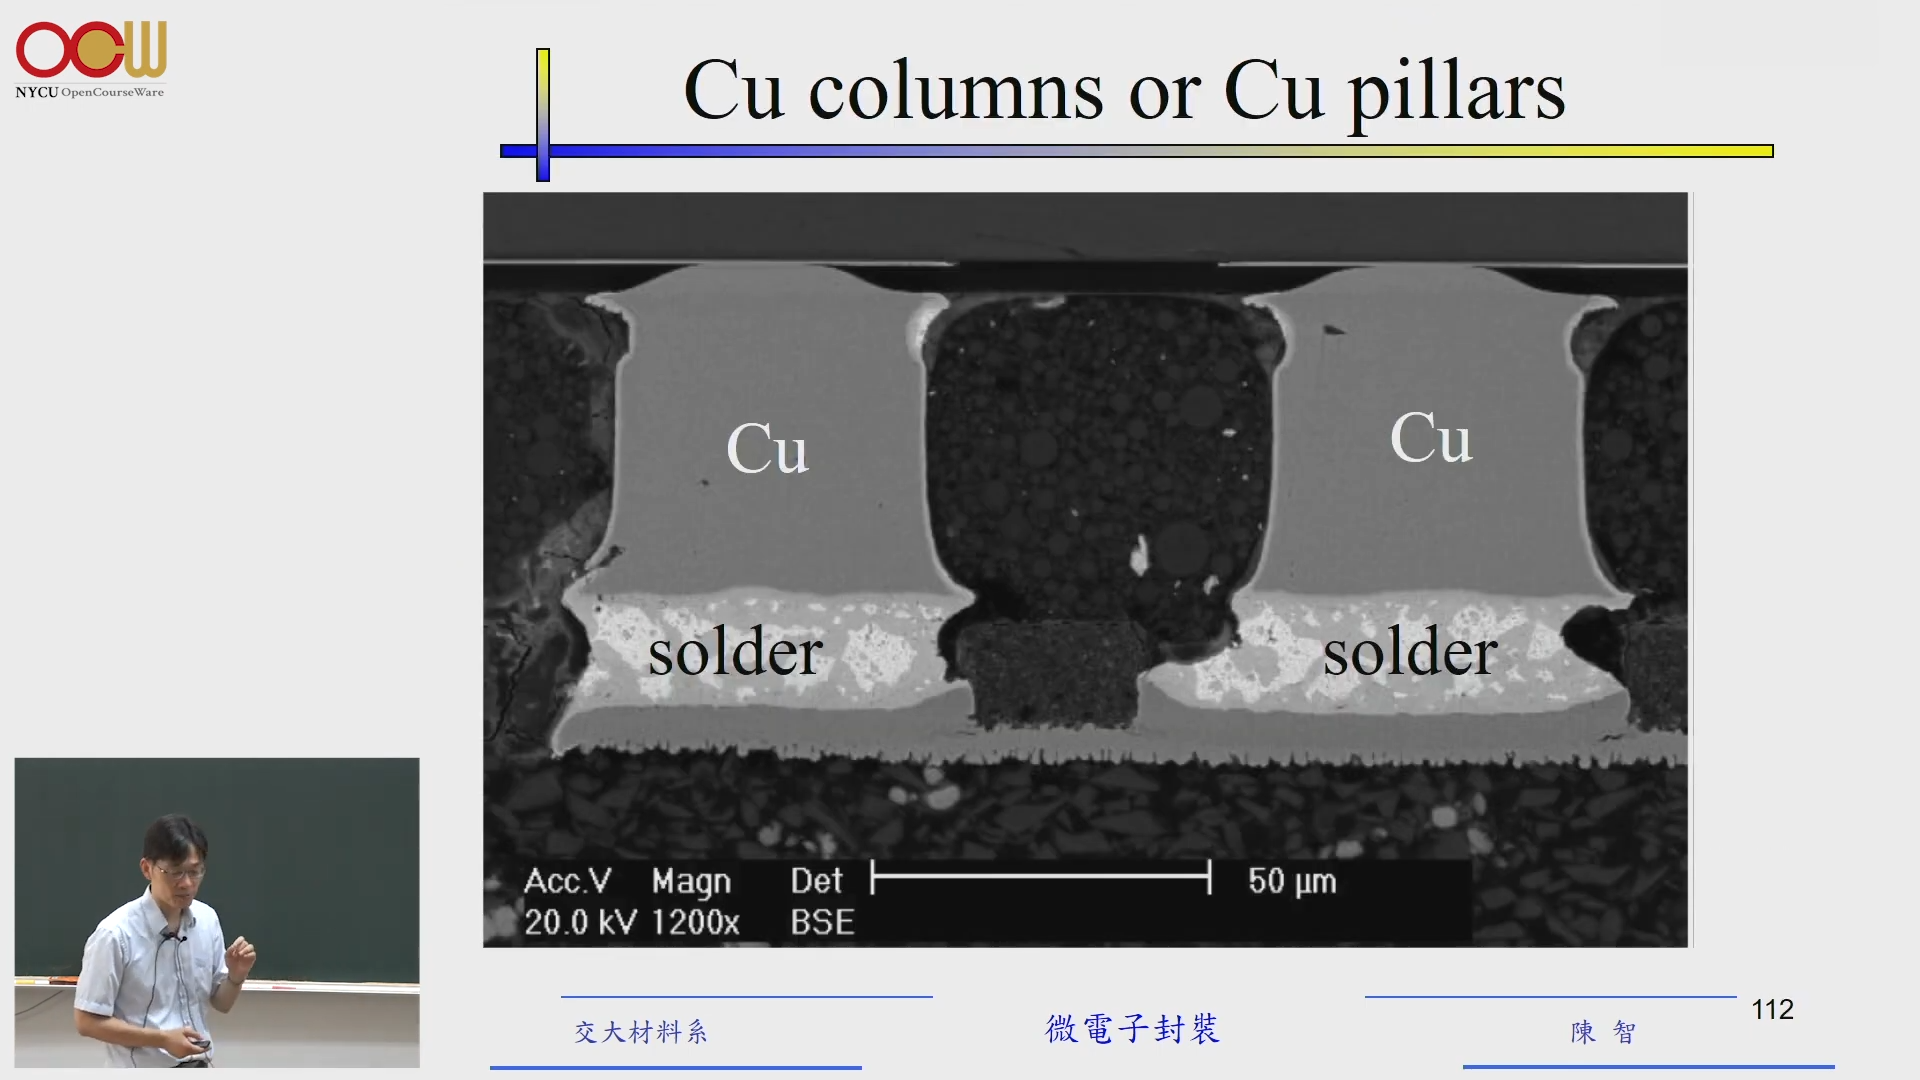 OCW
NYCU OpenCourseWare
Cu columns or Cu pillars
Cu
Cu
solder
solder
Acc.V Magn Det 50 µm
20.0 kV 1200x BSE
交大材料系
微電子封裝
陳 智
112